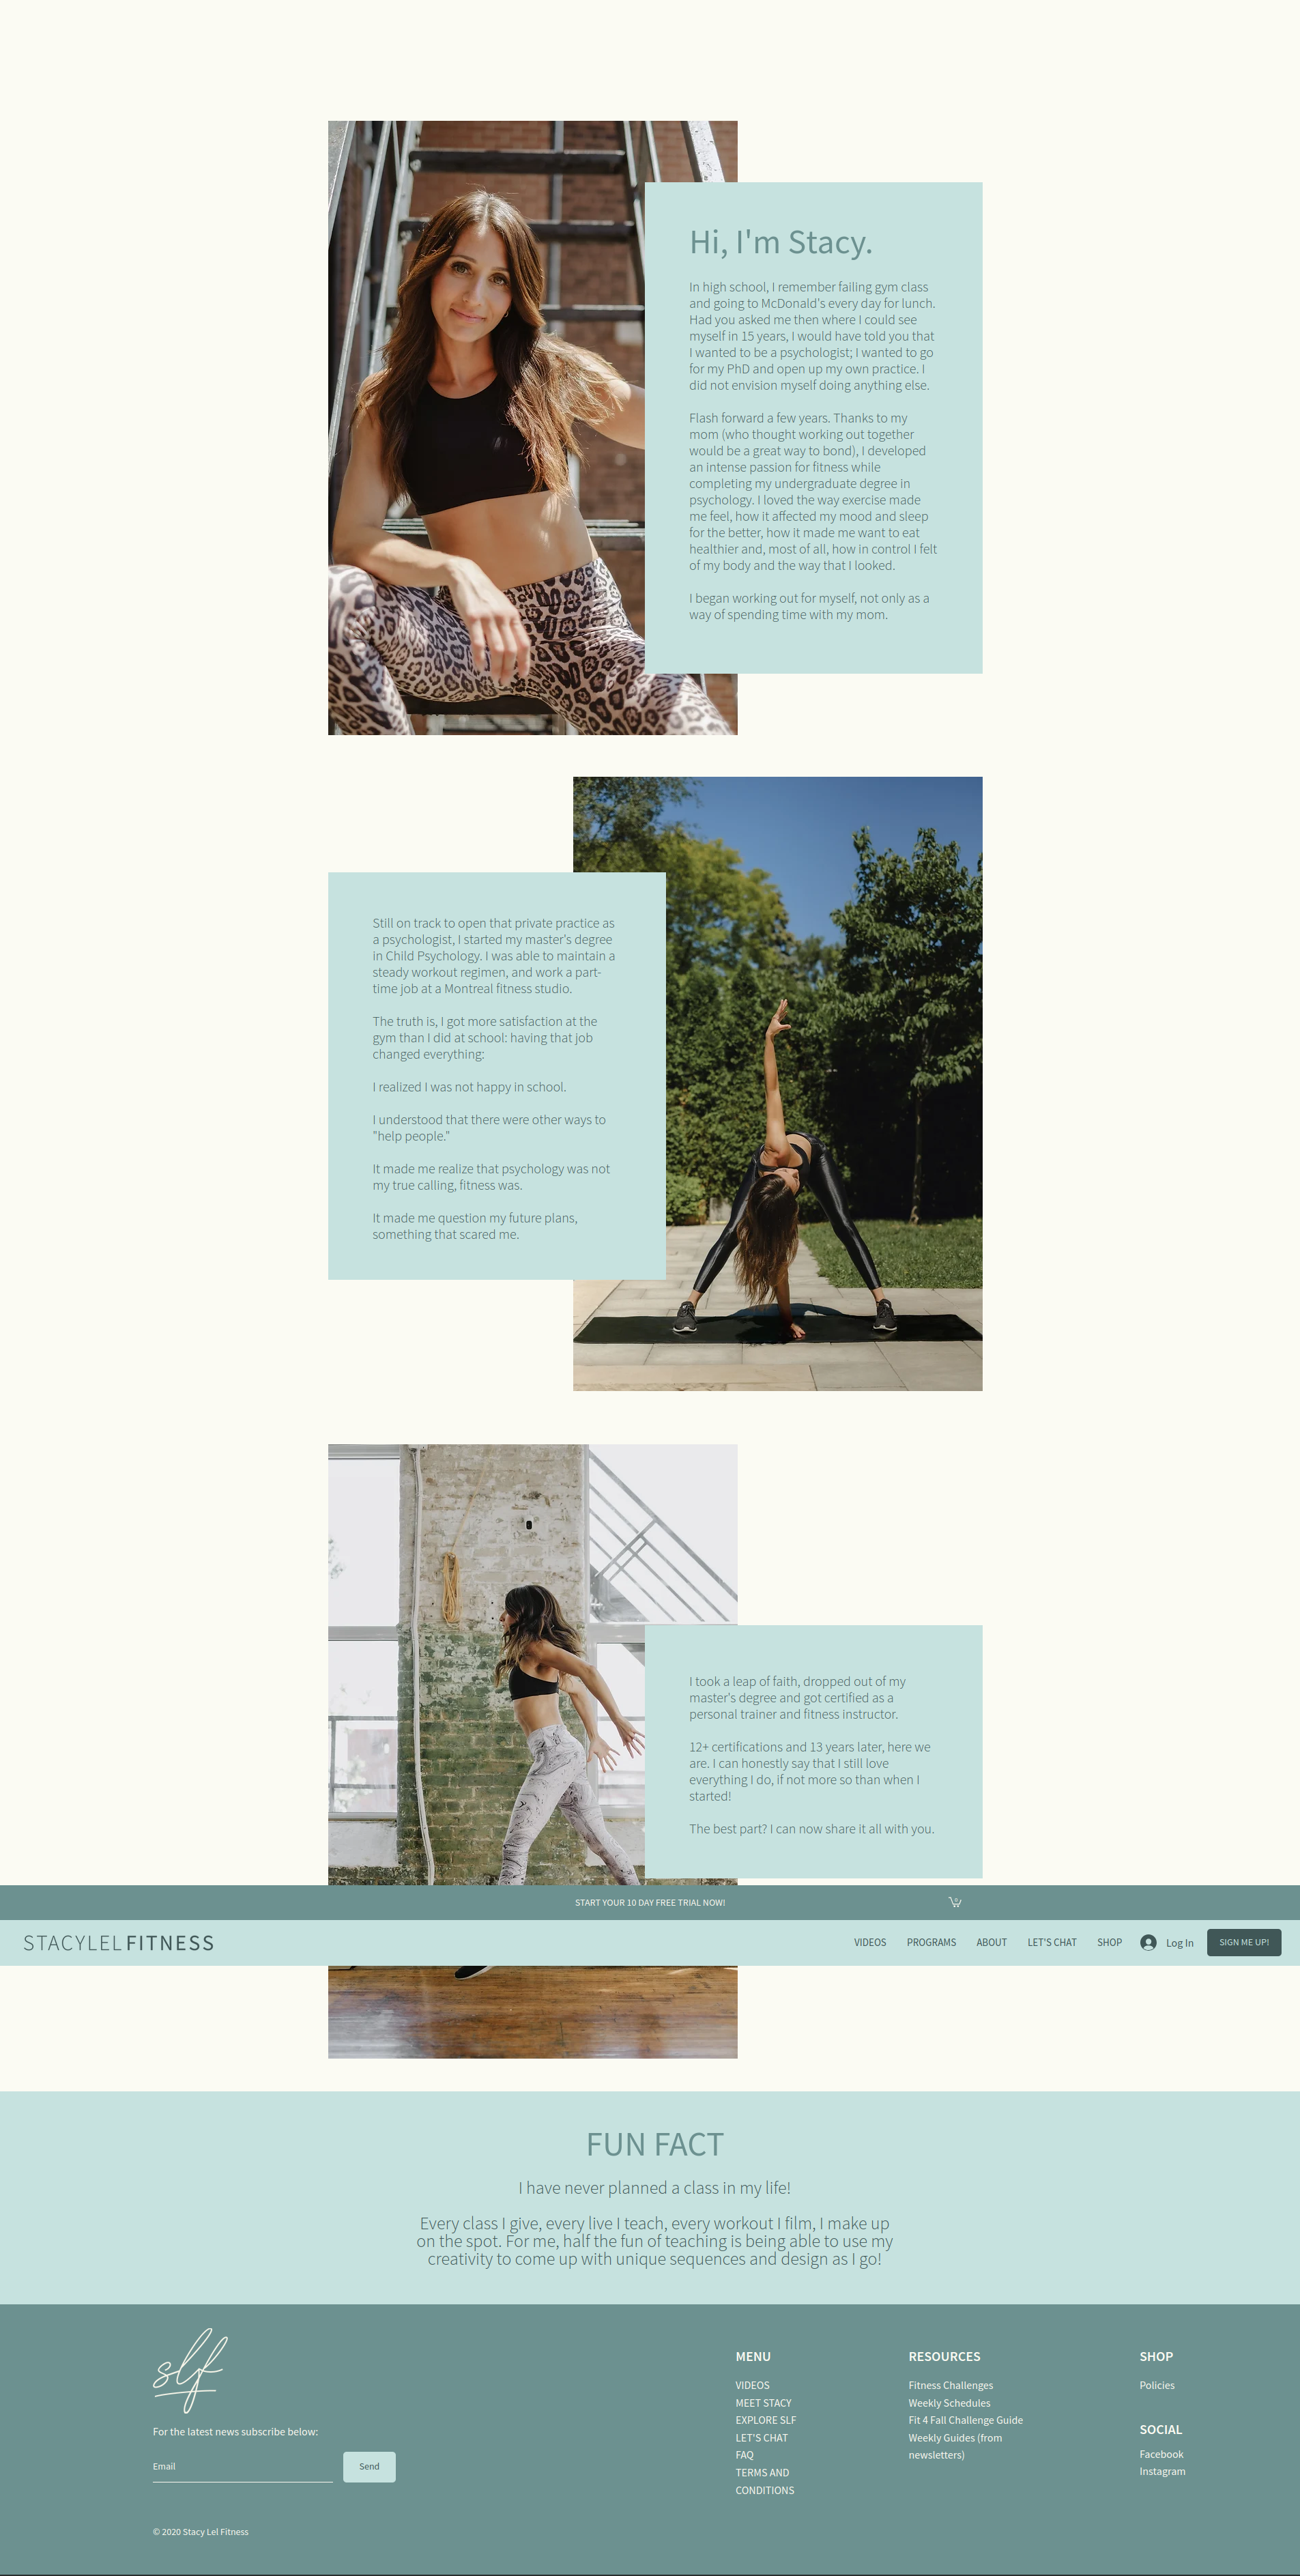 Hi, I'm Stacy.
In high school, I remember failing gym class
and going to McDonald's every day for lunch.
Had you asked me then where I could see
myself in 15 years, I would have told you that
I wanted to be a psychologist; I wanted to go
for my PhD and open up my own practice. I
did not envision myself doing anything else.
Flash forward a few years. Thanks to my
mom (who thought working out together
would be a great way to bond), I developed
an intense passion for fitness while
completing my undergraduate degree in
psychology. I loved the way exercise made
me feel, how it affected my mood and sleep
for the better, how it made me want to eat
healthier and, most of all, how in control I felt
of my body and the way that I looked.
I began working out for myself, not only as a
way of spending time with my mom.
Still on track to open that private practice as
a psychologist, I started my master's degree
in Child Psychology. I was able to maintain a
steady workout regimen, and work a part-
time job at a Montreal fitness studio.
The truth is, I got more satisfaction at the
gym than I did at school: having that job
changed everything:
I realized I was not happy in school.
I understood that there were other ways to
"help people."
It made me realize that psychology was not
my true calling, fitness was.
It made me question my future plans,
something that scared me.
I took a leap of faith, dropped out of my
master's degree and got certified as a
personal trainer and fitness instructor.
12+ certifications and 13 years later, here we
are. I can honestly say that I still love
everything I do, if not more so than when I
started!
The best part? I can now share it all with you.
START YOUR 10 DAY FREE TRIAL NOW!
STACYLEL FITNESS
VIDEOS PROGRAMS ABOUT LET'S CHAT SHOP Log In SIGN ME UP!
FUN FACT
I have never planned a class in my life!
Every class I give, every live I teach, every workout I film, I make up
on the spot. For me, half the fun of teaching is being able to use my
creativity to come up with unique sequences and design as I go!
slf
For the latest news subscribe below:
Email
Send
© 2020 Stacy Lel Fitness
MENU
VIDEOS
MEET STACY
EXPLORE SLF
LET'S CHAT
FAQ
TERMS AND
CONDITIONS
RESOURCES
Fitness Challenges
Weekly Schedules
Fit 4 Fall Challenge Guide
Weekly Guides (from
newsletters)
SHOP
Policies
SOCIAL
Facebook
Instagram